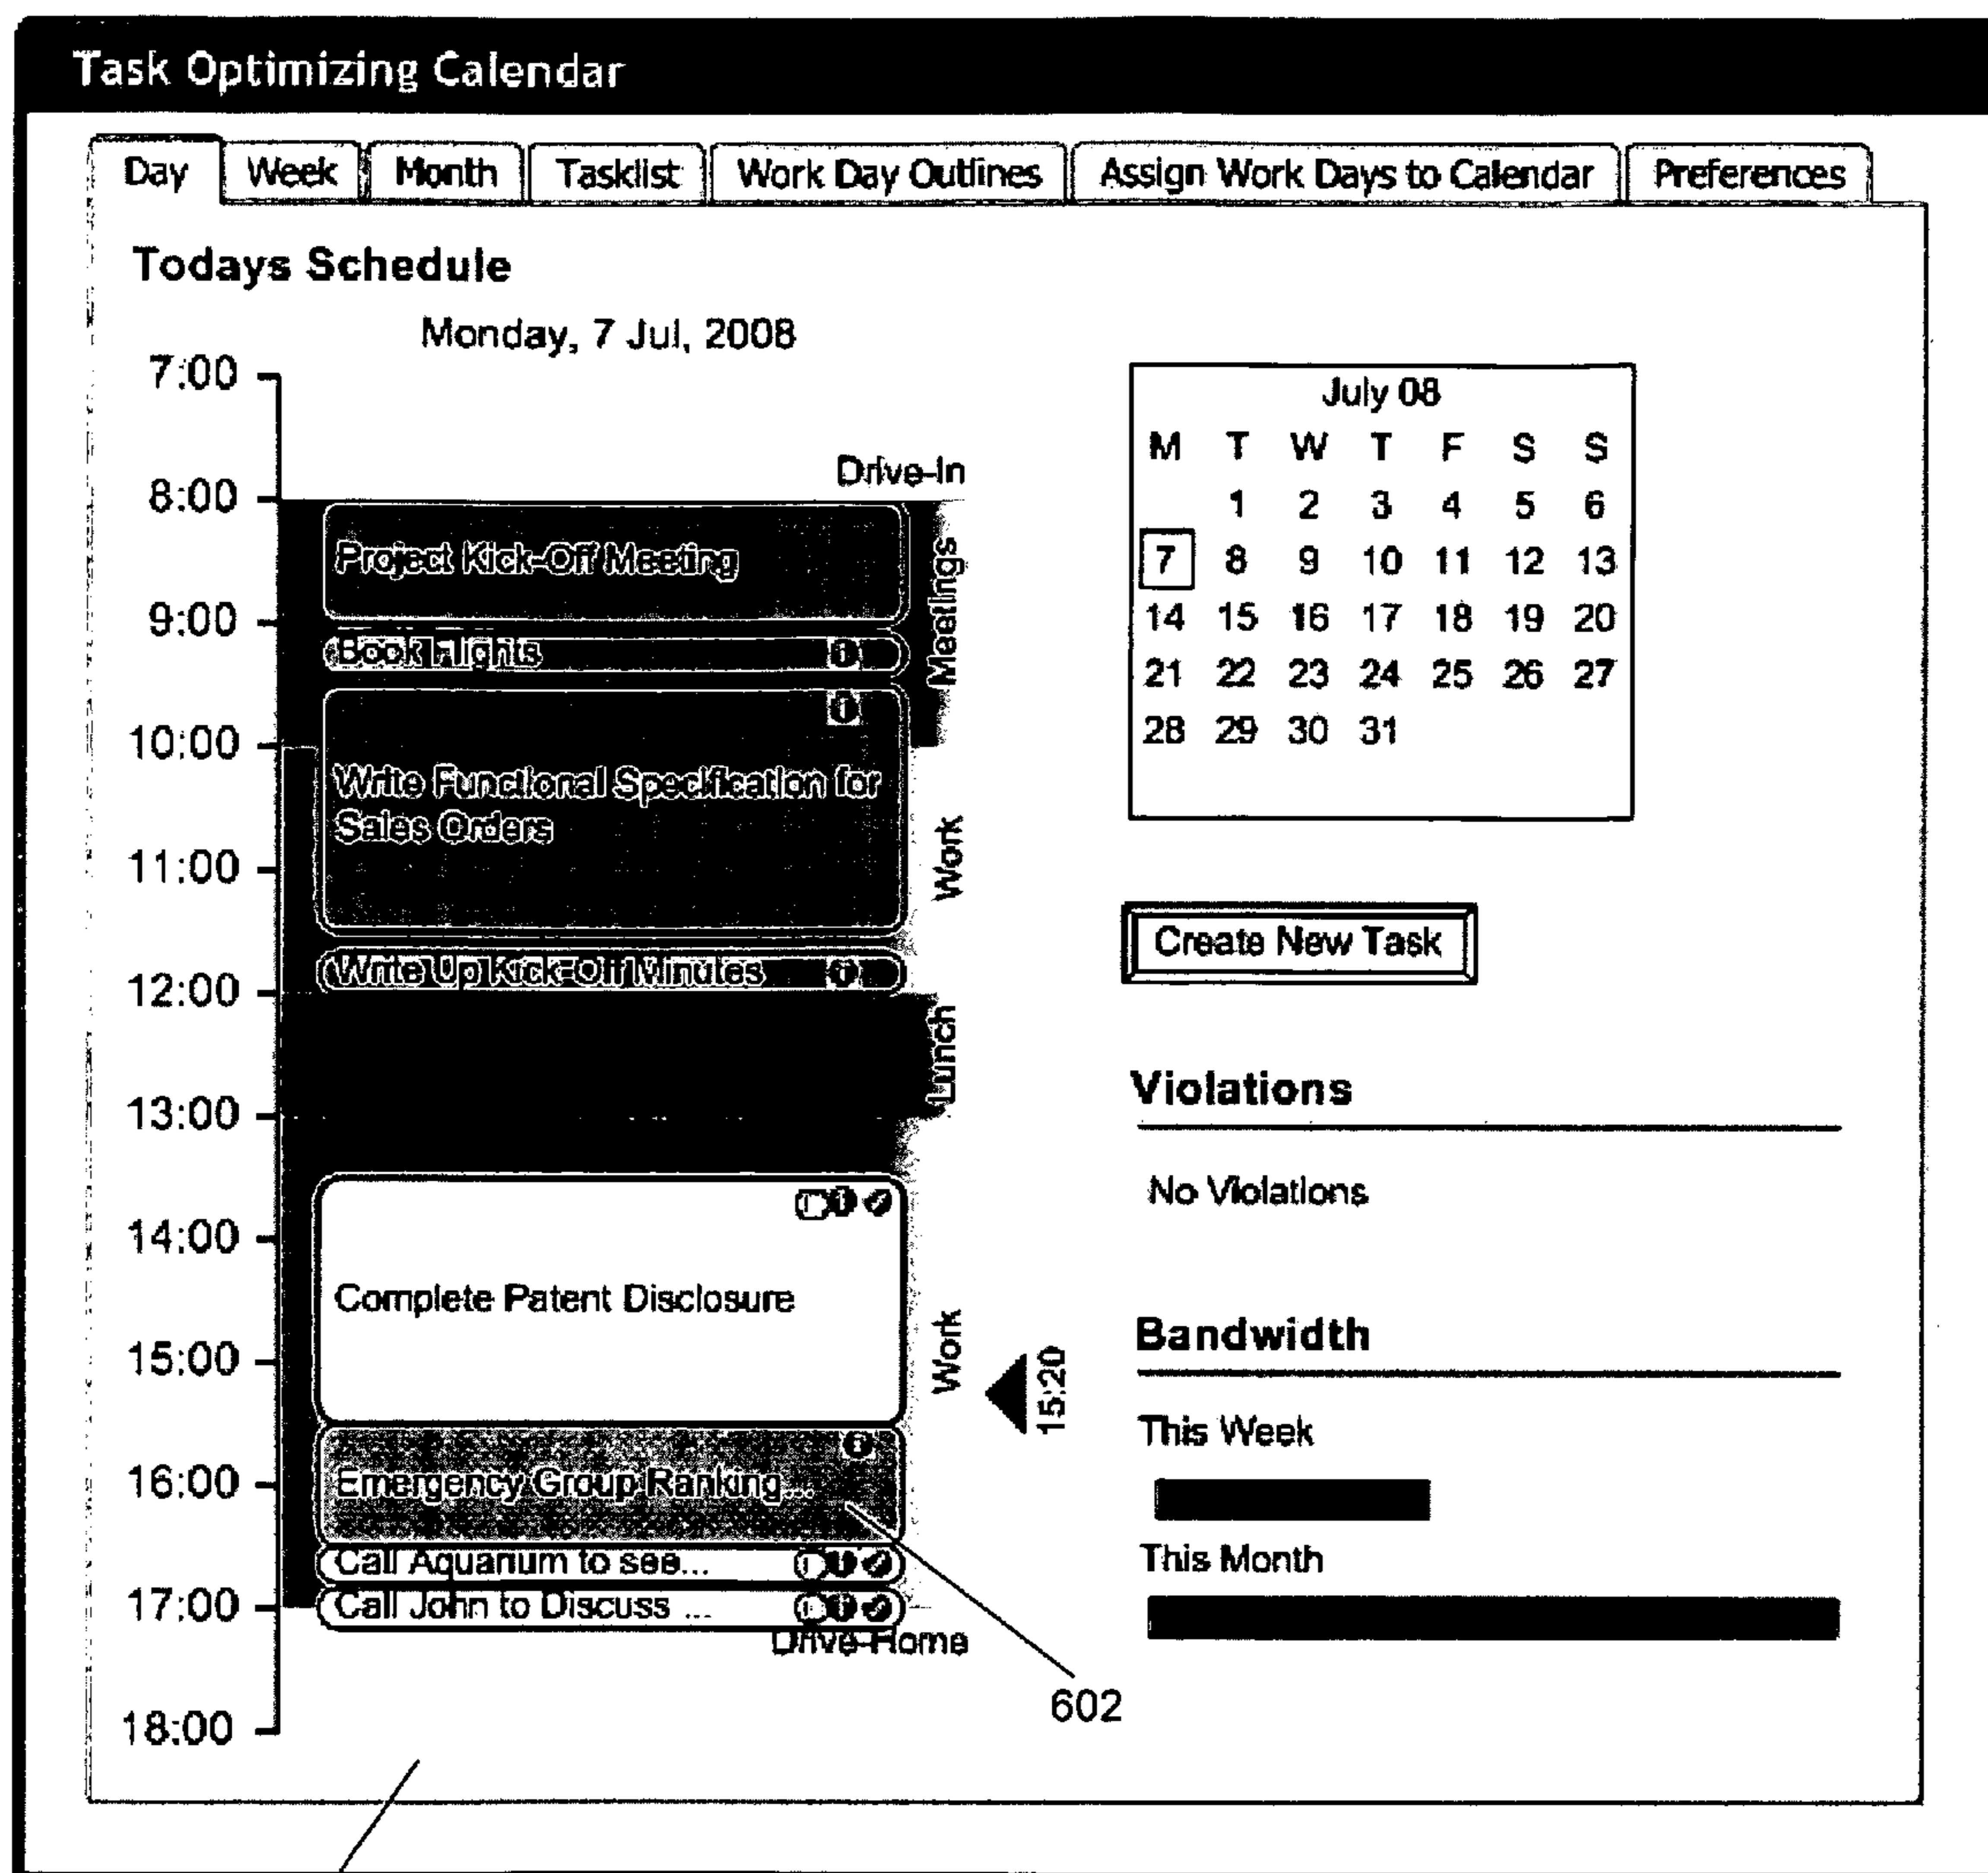 Task Optimizing Calendar
Day Week Month Tasklist Work Day Outlines Assign Work Days to Calendar Preferences
Todays Schedule
Monday, 7 Jul, 2008
7:00
Drive-In
8:00
Project Kick-Off Meeting
Meetings
9:00
Book Flights
10:00
Write Functional Specification for
Sales Orders
Work
11:00
Write Up Kick-Off Minutes
12:00
Lunch
13:00
14:00
Complete Patent Disclosure
Work
15:00
15:20
16:00
Emergency Group Ranking...
Call Aquarium to see...
17:00
Call John to Discuss ...
Drive-Home
602
18:00
July 08
M T W T F S S
1 2 3 4 5 6
7 8 9 10 11 12 13
14 15 16 17 18 19 20
21 22 23 24 25 26 27
28 29 30 31
Create New Task
Violations
No Violations
Bandwidth
This Week
This Month